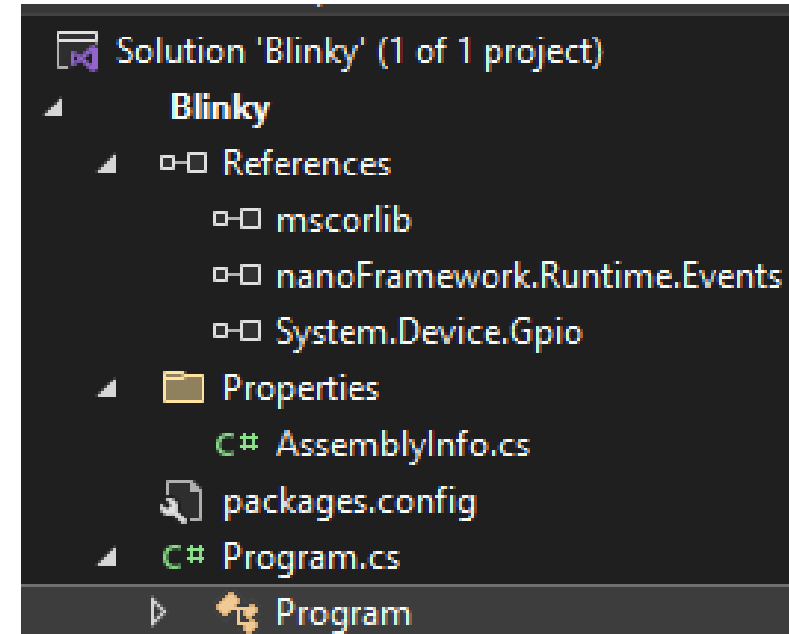 Solution 'Blinky' (1 of 1 project)
Blinky
References
mscorlib
nanoFramework.Runtime.Events
System.Device.Gpio
Properties
C# AssemblyInfo.cs
packages.config
C# Program.cs
Program